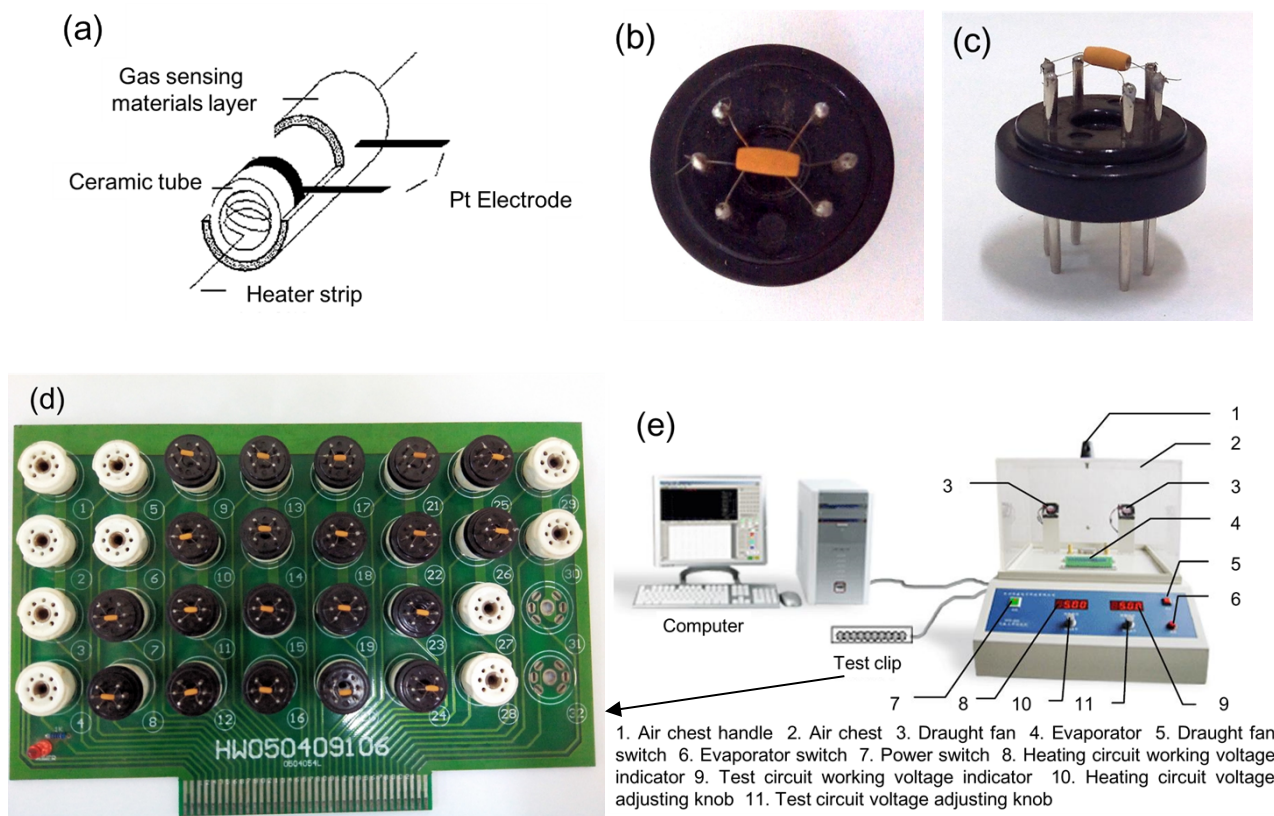 (a)
Gas sensing
materials layer
Ceramic tube
Pt Electrode
Heater strip
(b)
(c)
(d)
1 5 9 13 17 21 25 29
2 6 10 14 18 22 26 30
3 7 11 15 19 23 27 31
4 8 12 16 24 28 32
HW050409106
0504054L
(e)
1
2
3 3
4
5
6
Computer
Test clip
7 8 10 11 9
1. Air chest handle 2. Air chest 3. Draught fan 4. Evaporator 5. Draught fan
switch 6. Evaporator switch 7. Power switch 8. Heating circuit working voltage
indicator 9. Test circuit working voltage indicator 10. Heating circuit voltage
adjusting knob 11. Test circuit voltage adjusting knob